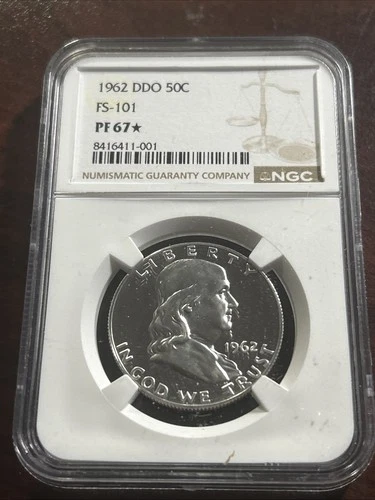 1962 DDO 50C
FS-101
PF 67★
8416411-001
NUMISMATIC GUARANTY COMPANY NGC
LIBERTY
1962
IN GOD WE TRUST